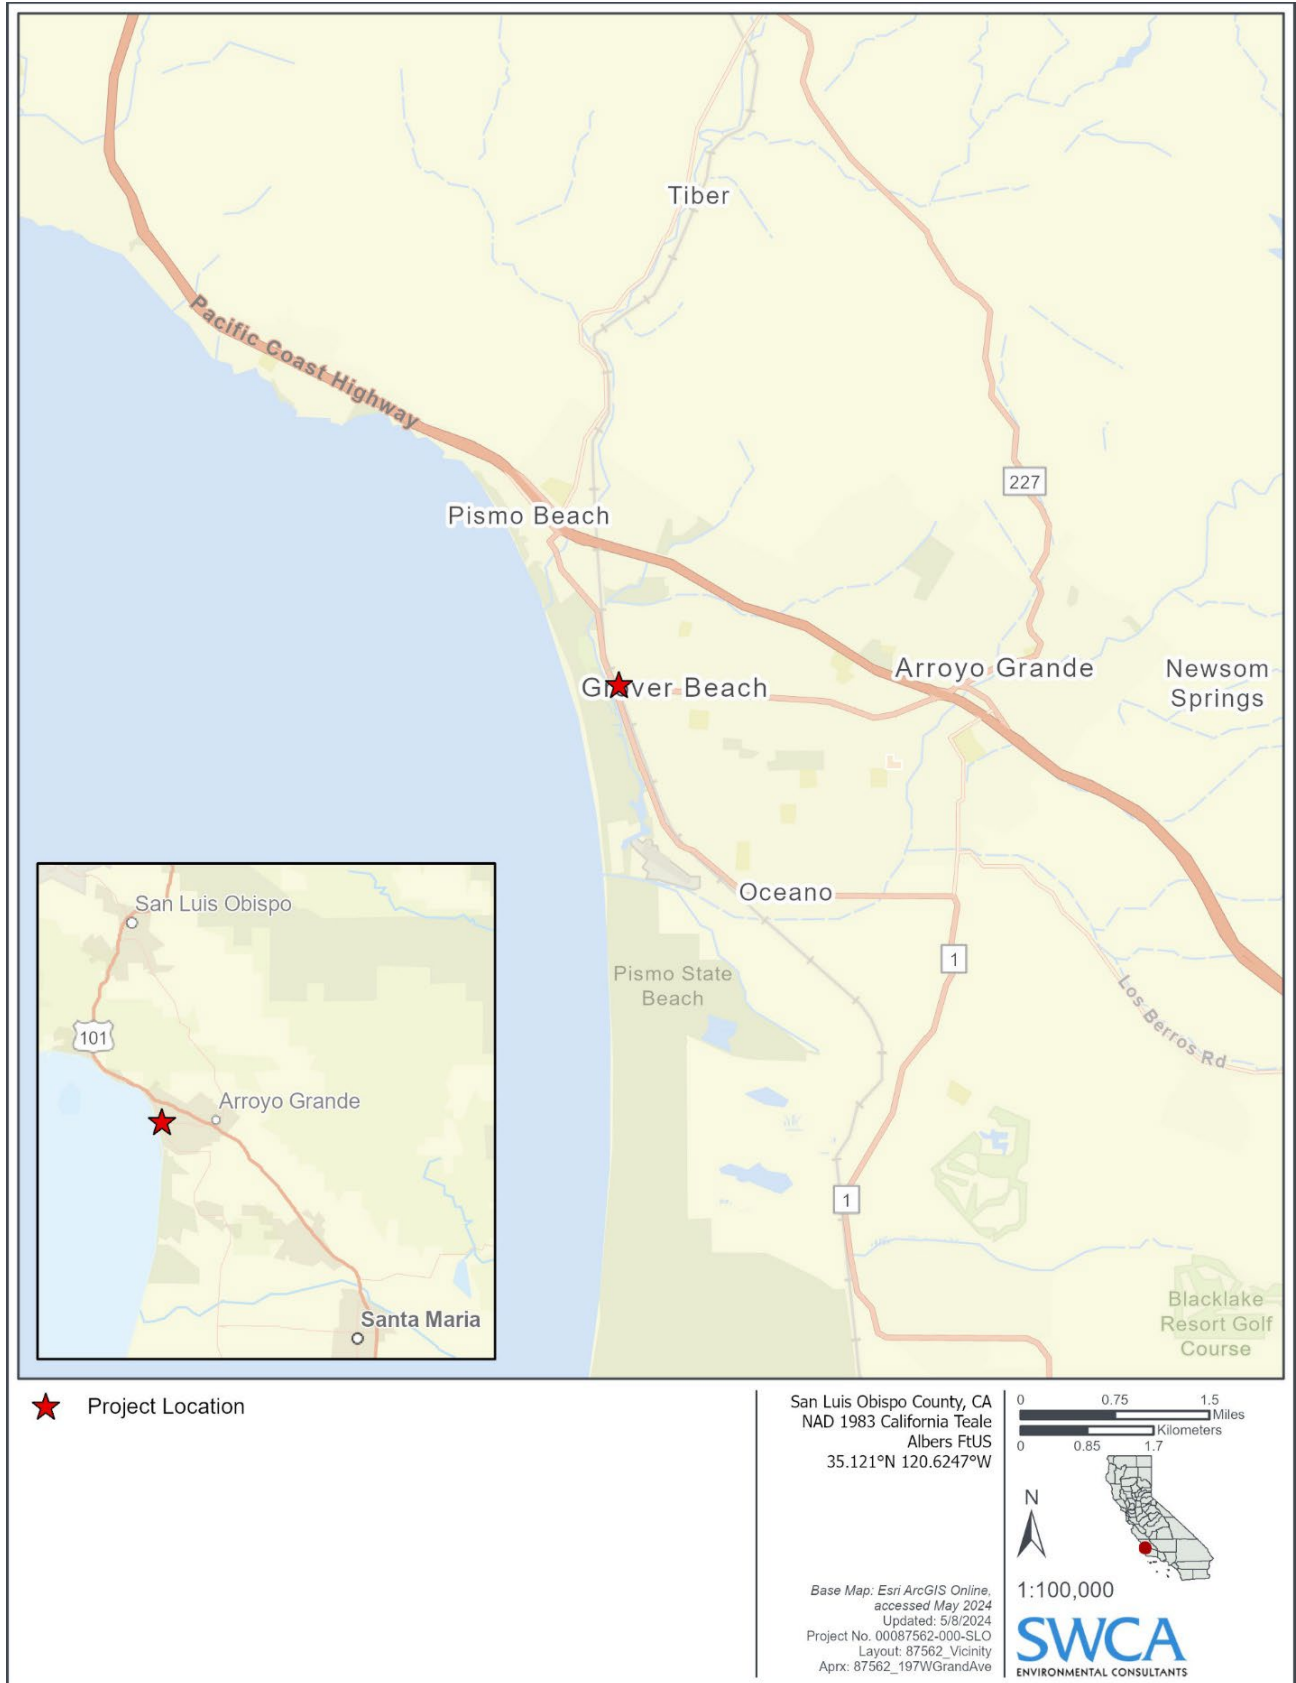 Tiber
Pacific Coast Highway
227
Pismo Beach
Arroyo Grande
Newsom
Springs
Grover Beach
Oceano
1
Pismo State
Beach
Los Berros Rd
1
Blacklake
Resort Golf
Course
San Luis Obispo
101
Arroyo Grande
Santa Maria
Project Location
San Luis Obispo County, CA
NAD 1983 California Teale
Albers FtUS
35.121°N 120.6247°W
Base Map: Esri ArcGIS Online,
accessed May 2024
Updated: 5/8/2024
Project No. 00087562-000-SLO
Layout: 87562_Vicinity
Aprx: 87562_197WGrandAve
0 0.75 1.5
Miles
Kilometers
0 0.85 1.7
N
1:100,000
SWCA
ENVIRONMENTAL CONSULTANTS